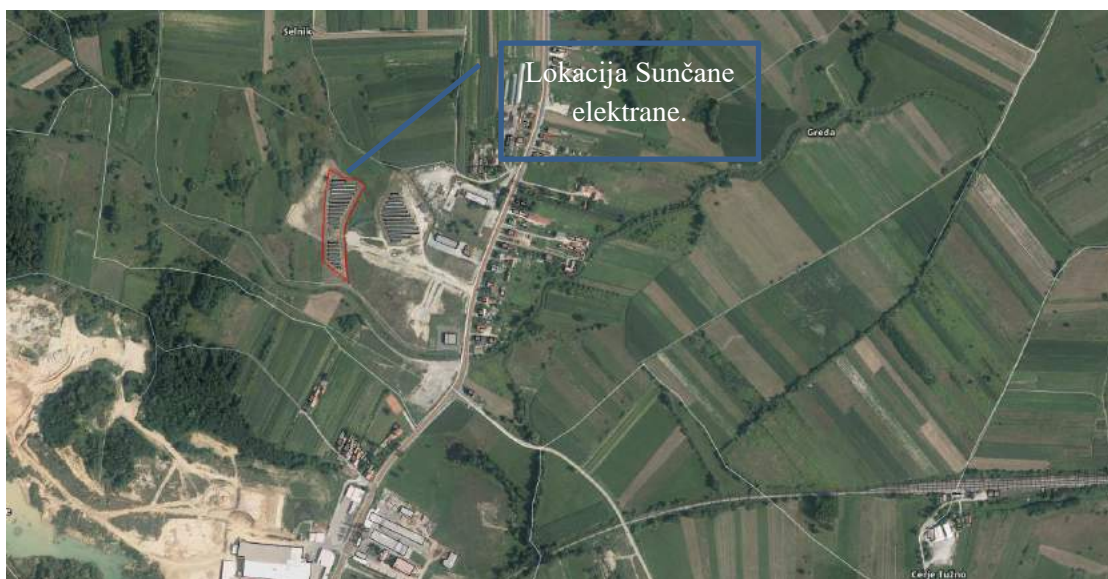 Selnik
Lokacija Sunčane
elektrane.
Greda
Cerje Tužno